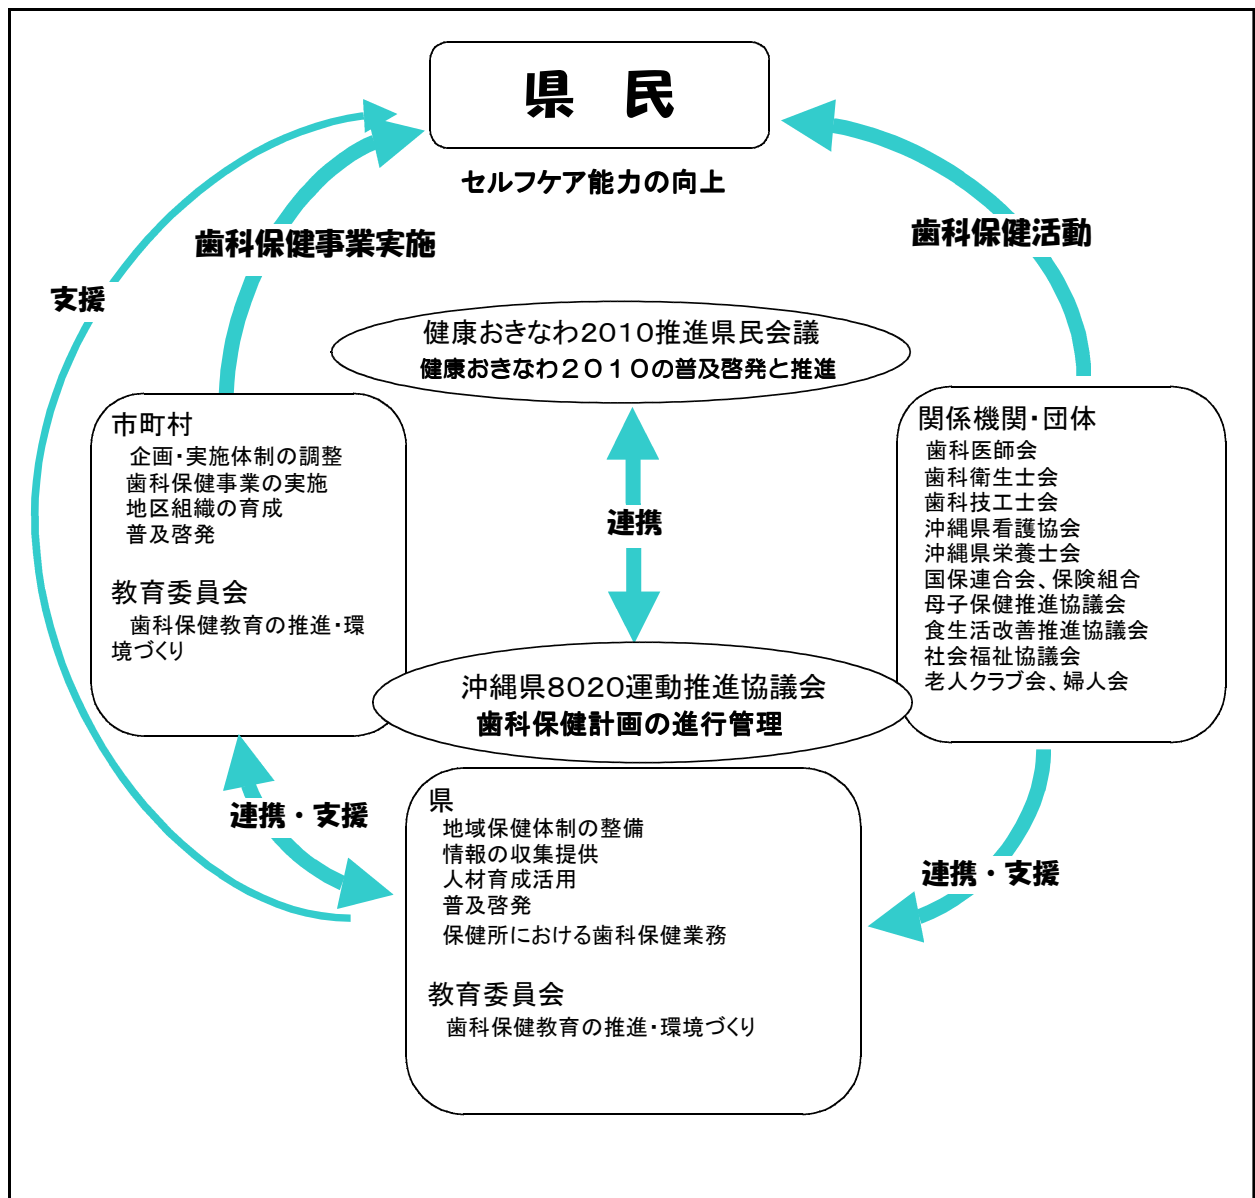 県　民
セルフケア能力の向上
歯科保健事業実施
歯科保健活動
支援
健康おきなわ2010推進県民会議
健康おきなわ２０１０の普及啓発と推進
市町村
企画・実施体制の調整
歯科保健事業の実施
地区組織の育成
普及啓発
教育委員会
歯科保健教育の推進・環
境づくり
連携
関係機関・団体
歯科医師会
歯科衛生士会
歯科技工士会
沖縄県看護協会
沖縄県栄養士会
国保連合会、保険組合
母子保健推進協議会
食生活改善推進協議会
社会福祉協議会
老人クラブ会、婦人会
沖縄県8020運動推進協議会
歯科保健計画の進行管理
連携・支援
県
地域保健体制の整備
情報の収集提供
人材育成活用
普及啓発
保健所における歯科保健業務
教育委員会
歯科保健教育の推進・環境づくり
連携・支援